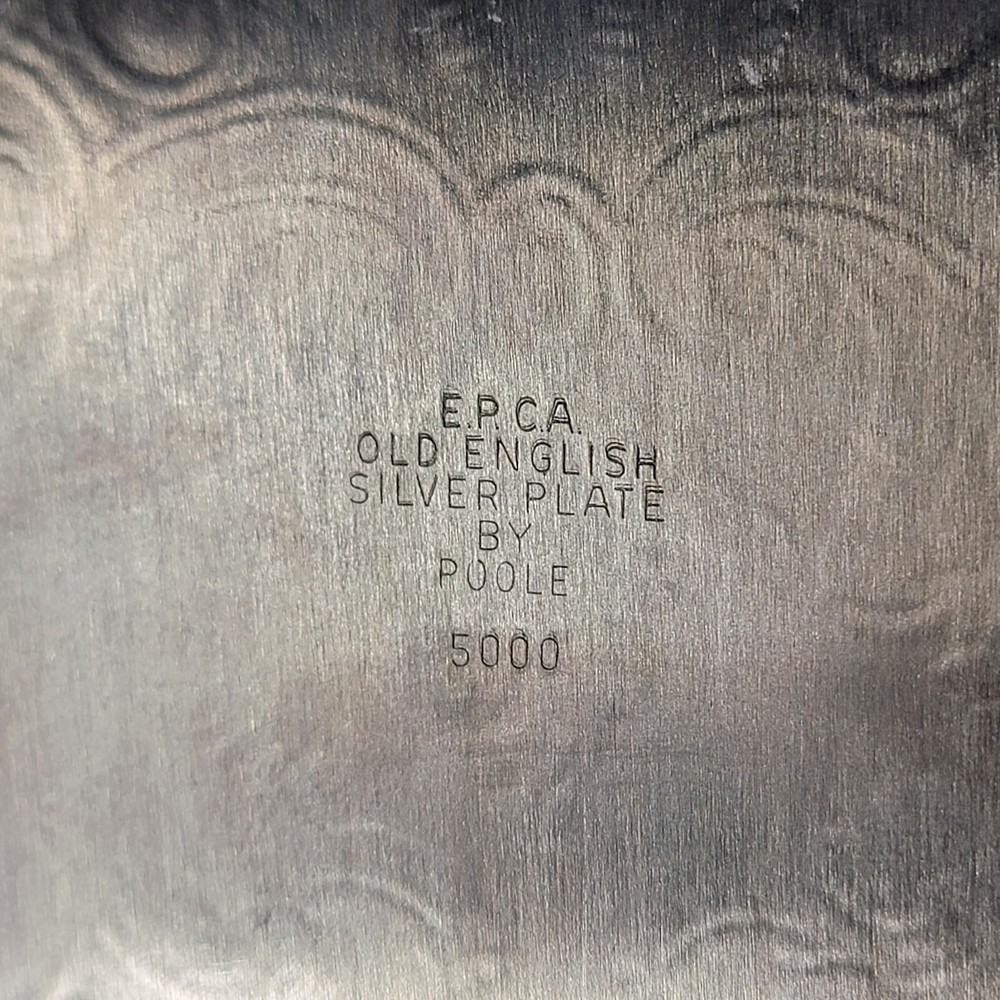 E.P.C.A.
OLD ENGLISH
SILVER PLATE
BY
POOLE
5000